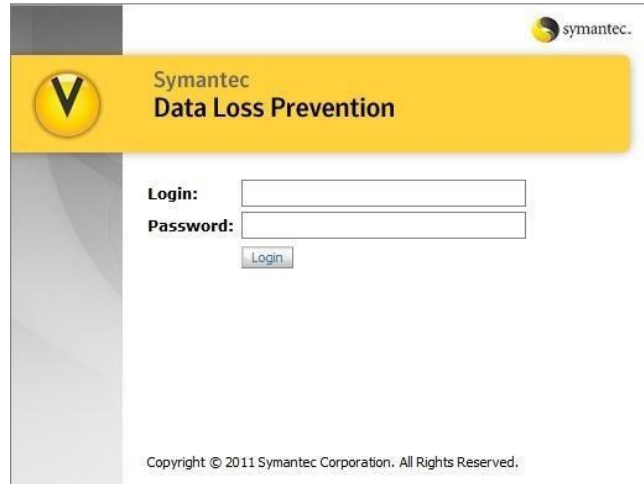 symantec.
Symantec
Data Loss Prevention
Login:
Password:
Login
Copyright © 2011 Symantec Corporation. All Rights Reserved.